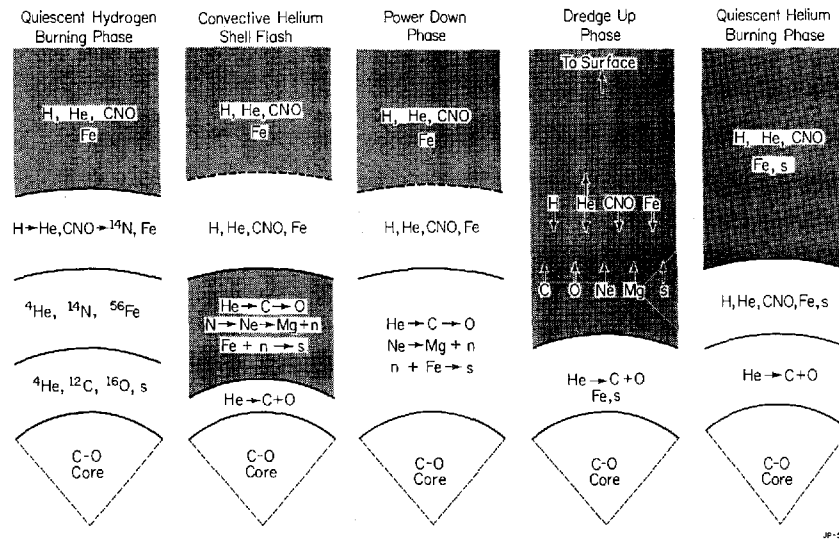 Quiescent Hydrogen
Burning Phase
H, He, CNO
Fe
H→He,CNO→¹⁴N, Fe
⁴He, ¹⁴N, ⁵⁶Fe
⁴He, ¹²C, ¹⁶O, s
C-O
Core
Convective Helium
Shell Flash
H, He, CNO
Fe
H, He, CNO, Fe
He→C→O
N→Ne→Mg+n
Fe + n→s
He→C+O
C-O
Core
Power Down
Phase
H, He, CNO
Fe
H, He, CNO, Fe
He→C→O
Ne→Mg+n
n + Fe→s
C-O
Core
Dredge Up
Phase
To Surface
H He CNO Fe
C O Ne Mg s
He→C+O
Fe,s
C-O
Core
Quiescent Helium
Burning Phase
H, He, CNO
Fe, s
H,He,CNO,Fe,s
He→C+O
C-O
Core